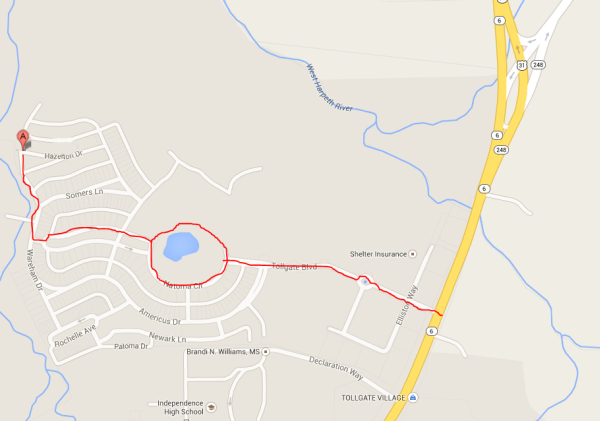 6
31
248
West Harpeth River
6
248
A
Hazelton Dr
6
Somers Ln
Shelter Insurance
Wareham Dr
Tollgate Blvd
Natoma Cir
Elliston Way
Americus Dr
6
Rochelle Ave
Newark Ln
Paloma Dr
Brandi N. Williams, MS
Declaration Way
TOLLGATE VILLAGE
Independence
High School